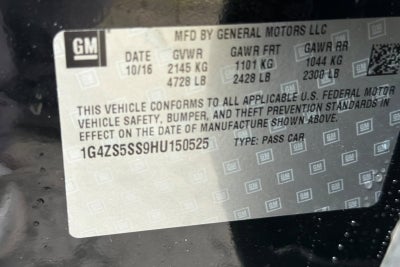 GM
MFD BY GENERAL MOTORS LLC
DATE GVWR GAWR FRT GAWR RR
10/16 2145 KG 1101 KG 1044 KG
4728 LB 2428 LB 2300 LB
THIS VEHICLE CONFORMS TO ALL APPLICABLE U.S. FEDERAL MOTOR
VEHICLE SAFETY, BUMPER, AND THEFT PREVENTION STANDARDS IN
EFFECT ON THE DATE OF MANUFACTURE SHOWN ABOVE.
1G4ZS5SS9HU150525 TYPE: PASS CAR